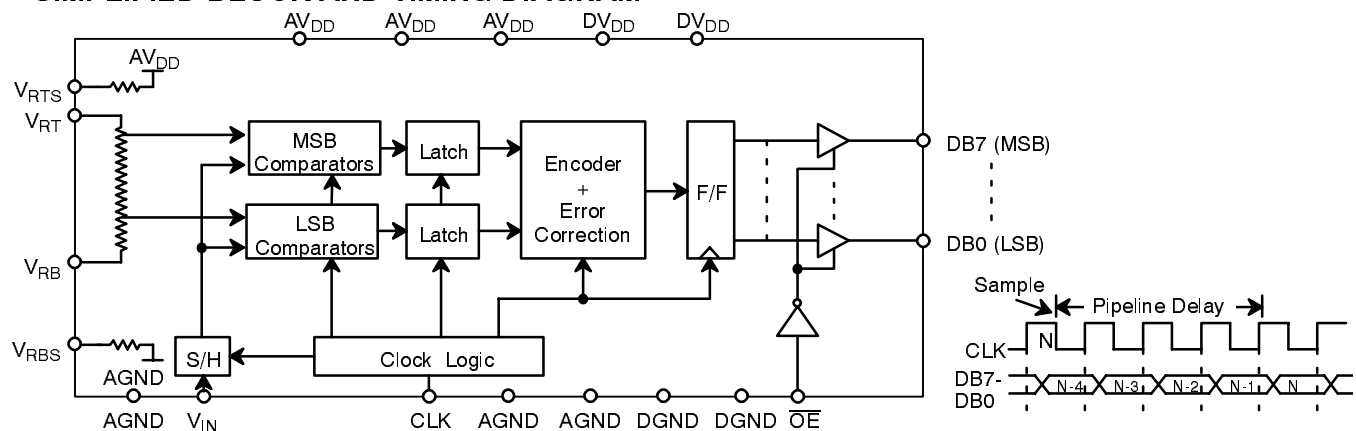 AV_DD AV_DD AV_DD DV_DD DV_DD
AV_DD
V_RTS
V_RT
MSB
Comparators
Latch
Encoder
+
Error
Correction
F/F
DB7 (MSB)
LSB
Comparators
Latch
DB0 (LSB)
V_RB
V_RBS
AGND
S/H
Clock Logic
AGND V_IN CLK AGND AGND DGND DGND OE
Sample
Pipeline Delay
N
CLK
DB7-
DB0
N-4 N-3 N-2 N-1 N